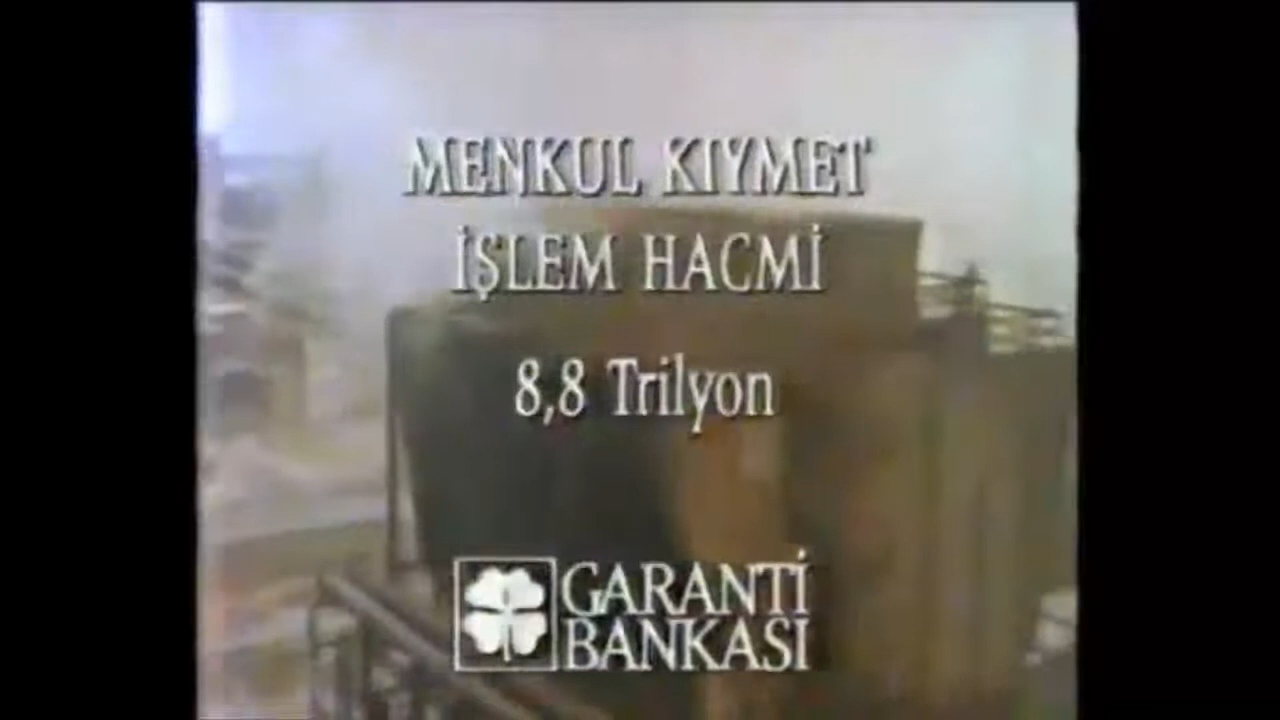 MENKUL KIYMET
İŞLEM HACMİ
8,8 Trilyon
GARANTİ
BANKASI